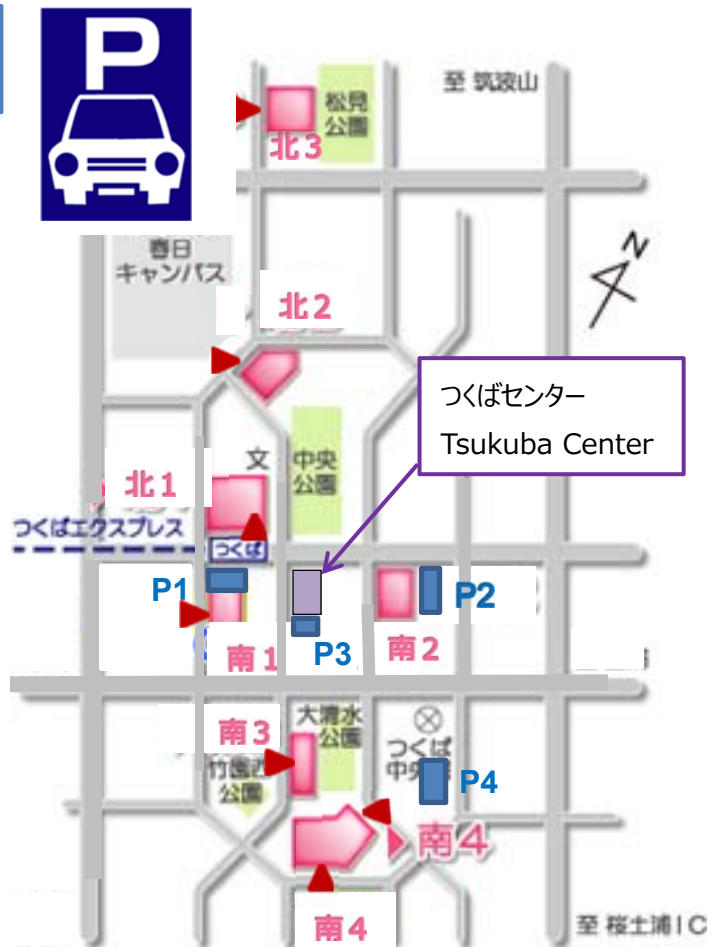 P
至 筑波山
松見
公園
北3
N
春日
キャンパス
北2
つくばセンター
Tsukuba Center
文
中央
公園
北1
つくばエクスプレス
つくば
P1
P2
P3
南1
南2
大清水
公園
南3
つくば
中央
竹園西
公園
P4
南4
南4
至 桜土浦IC